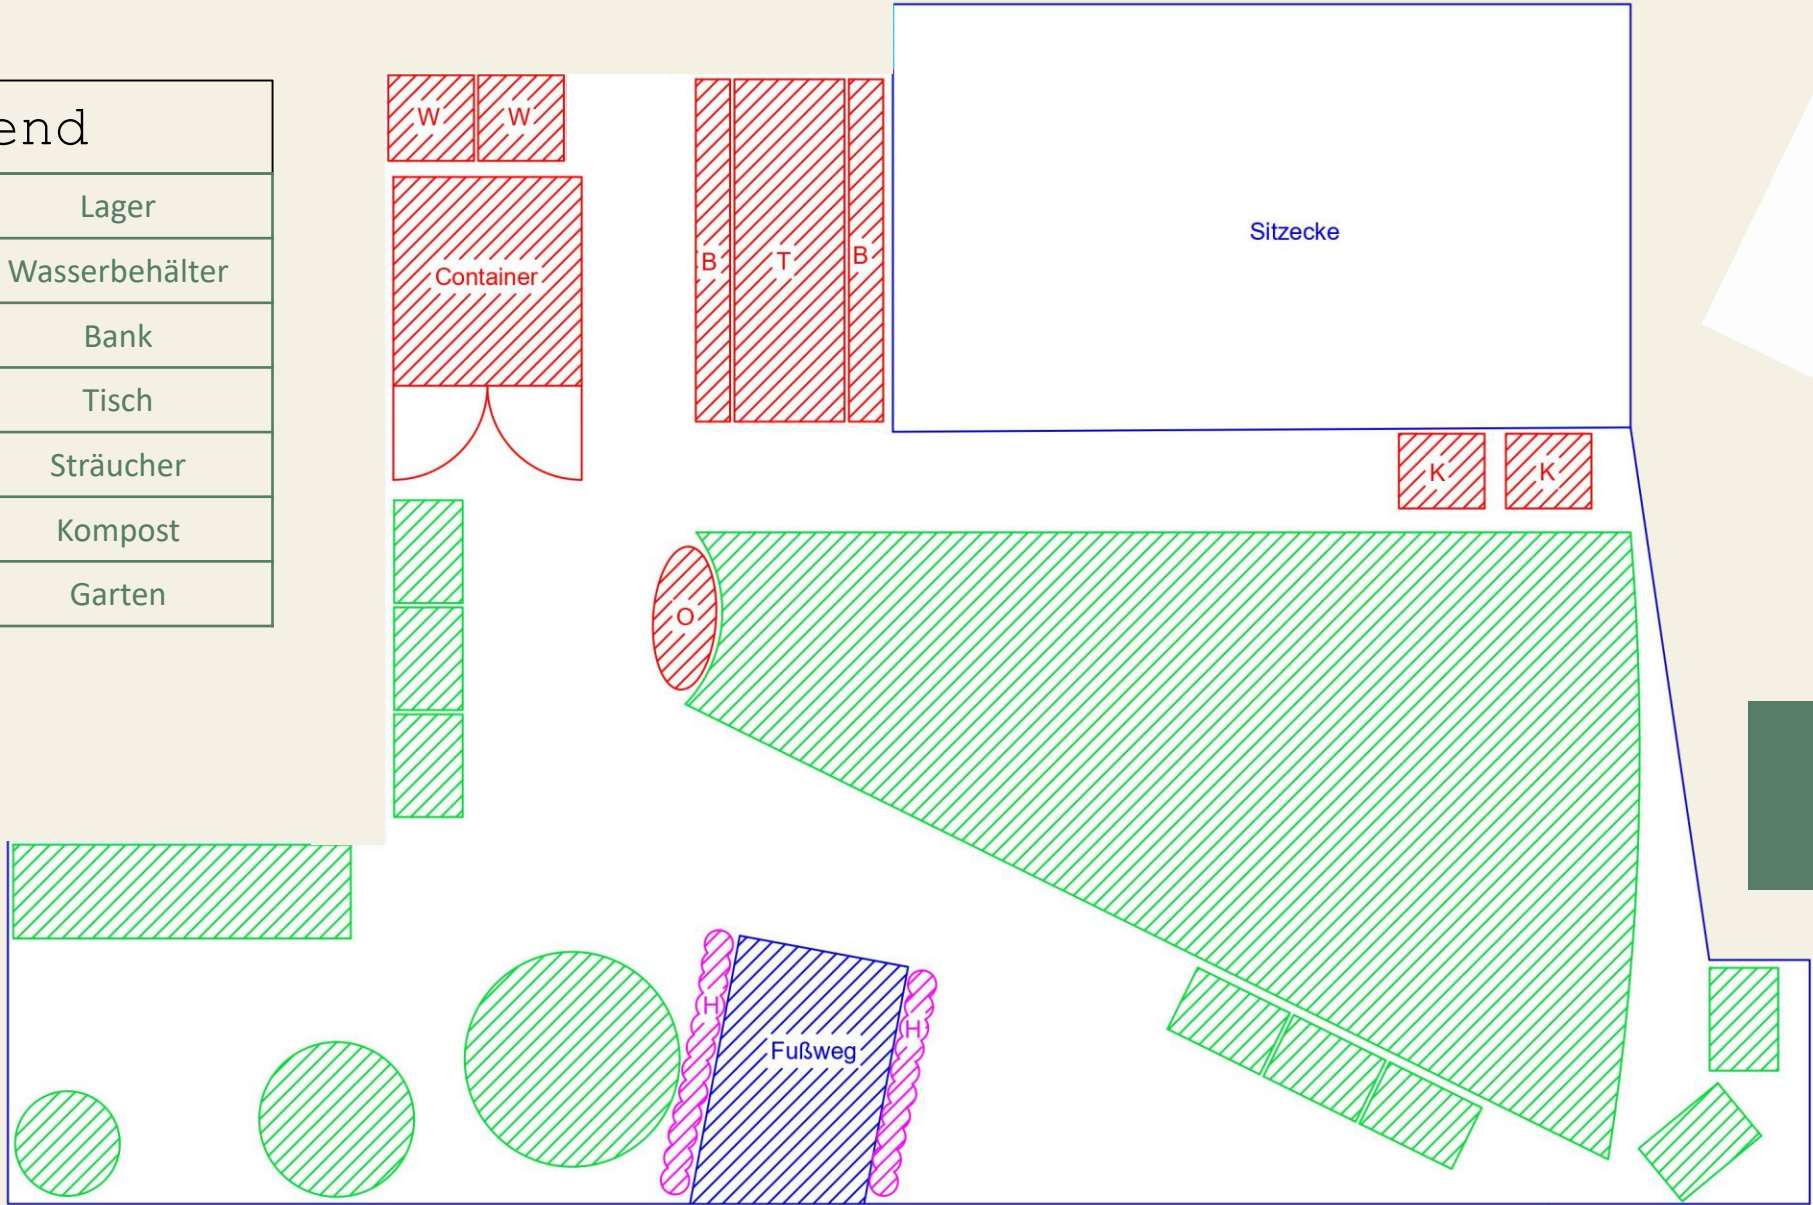 end
Lager
Wasserbehälter
Bank
Tisch
Sträucher
Kompost
Garten
W W
Container
B T B
Sitzecke
K K
O
H
H
Fußweg